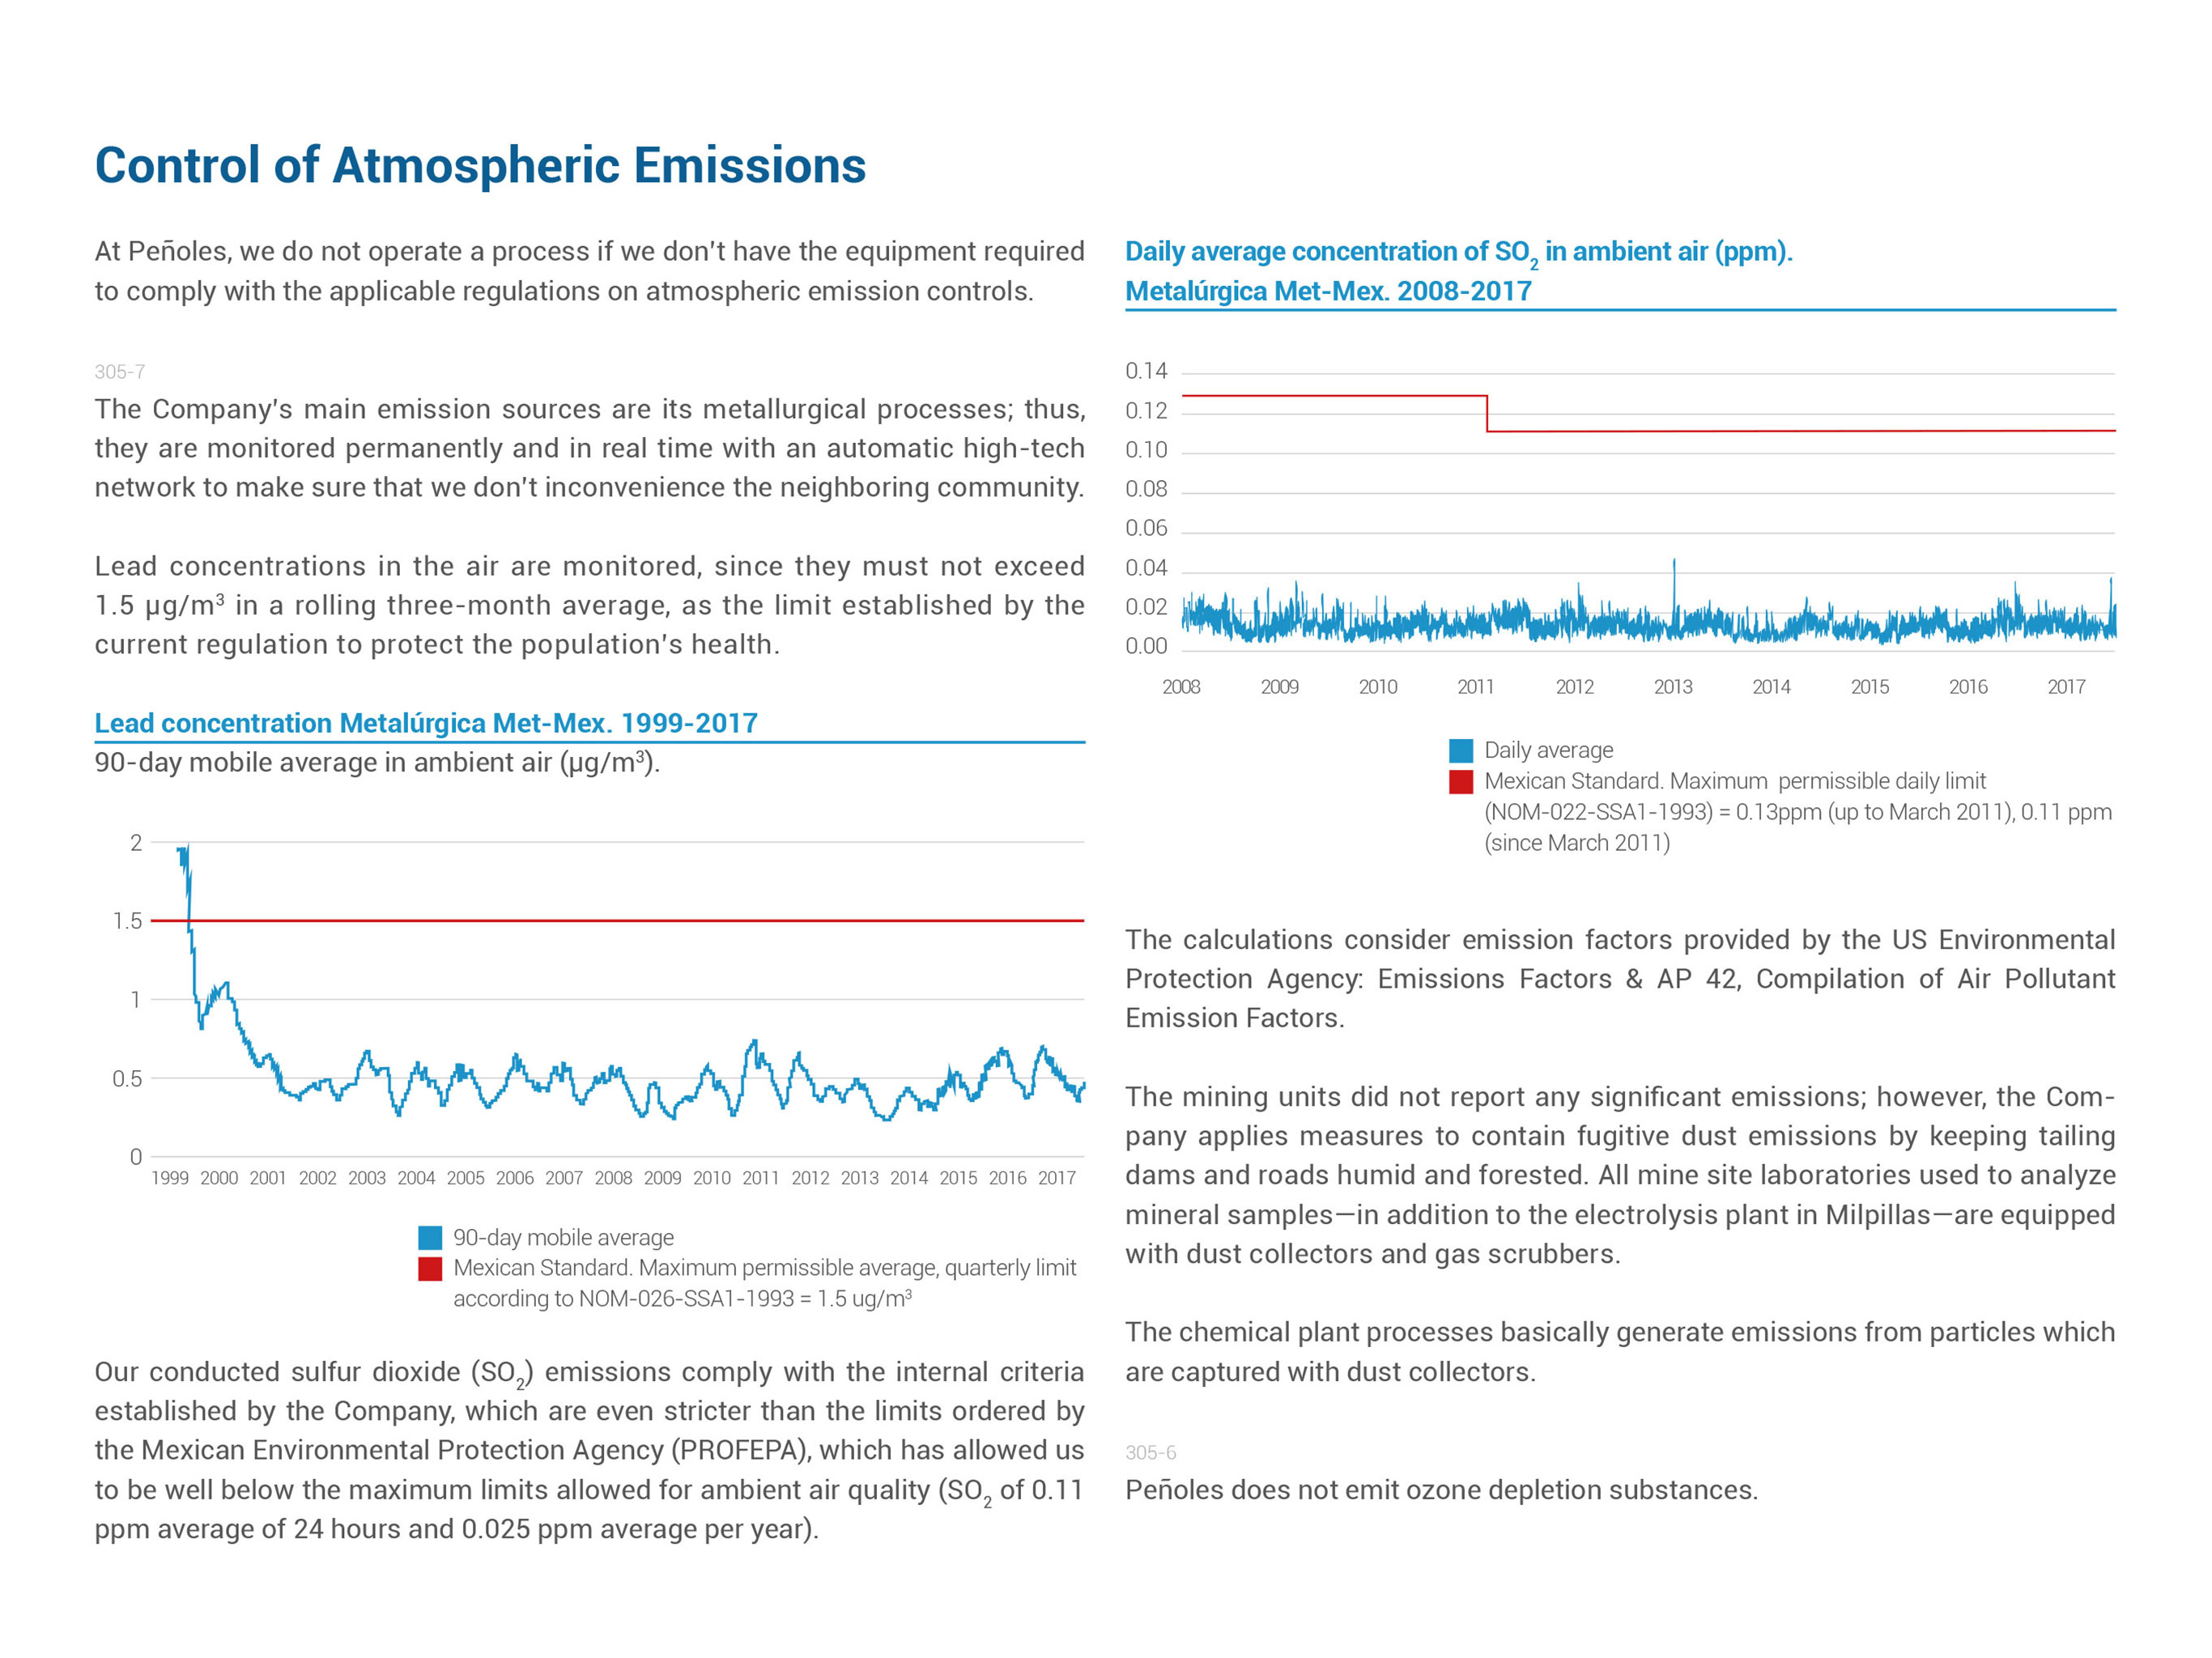 Control of Atmospheric Emissions
At Peñoles, we do not operate a process if we don't have the equipment required
to comply with the applicable regulations on atmospheric emission controls.
305-7
The Company's main emission sources are its metallurgical processes; thus,
they are monitored permanently and in real time with an automatic high-tech
network to make sure that we don't inconvenience the neighboring community.
Lead concentrations in the air are monitored, since they must not exceed
1.5 µg/m³ in a rolling three-month average, as the limit established by the
current regulation to protect the population's health.
Lead concentration Metalúrgica Met-Mex. 1999-2017
90-day mobile average in ambient air (µg/m³).
2
1.5
1
0.5
0
1999 2000 2001 2002 2003 2004 2005 2006 2007 2008 2009 2010 2011 2012 2013 2014 2015 2016 2017
90-day mobile average
Mexican Standard. Maximum permissible average, quarterly limit
according to NOM-026-SSA1-1993 = 1.5 ug/m³
Our conducted sulfur dioxide (SO₂) emissions comply with the internal criteria
established by the Company, which are even stricter than the limits ordered by
the Mexican Environmental Protection Agency (PROFEPA), which has allowed us
to be well below the maximum limits allowed for ambient air quality (SO₂ of 0.11
ppm average of 24 hours and 0.025 ppm average per year).
Daily average concentration of SO₂ in ambient air (ppm).
Metalúrgica Met-Mex. 2008-2017
0.14
0.12
0.10
0.08
0.06
0.04
0.02
0.00
2008 2009 2010 2011 2012 2013 2014 2015 2016 2017
Daily average
Mexican Standard. Maximum permissible daily limit
(NOM-022-SSA1-1993) = 0.13ppm (up to March 2011), 0.11 ppm
(since March 2011)
The calculations consider emission factors provided by the US Environmental
Protection Agency: Emissions Factors & AP 42, Compilation of Air Pollutant
Emission Factors.
The mining units did not report any significant emissions; however, the Com-
pany applies measures to contain fugitive dust emissions by keeping tailing
dams and roads humid and forested. All mine site laboratories used to analyze
mineral samples—in addition to the electrolysis plant in Milpillas—are equipped
with dust collectors and gas scrubbers.
The chemical plant processes basically generate emissions from particles which
are captured with dust collectors.
305-6
Peñoles does not emit ozone depletion substances.